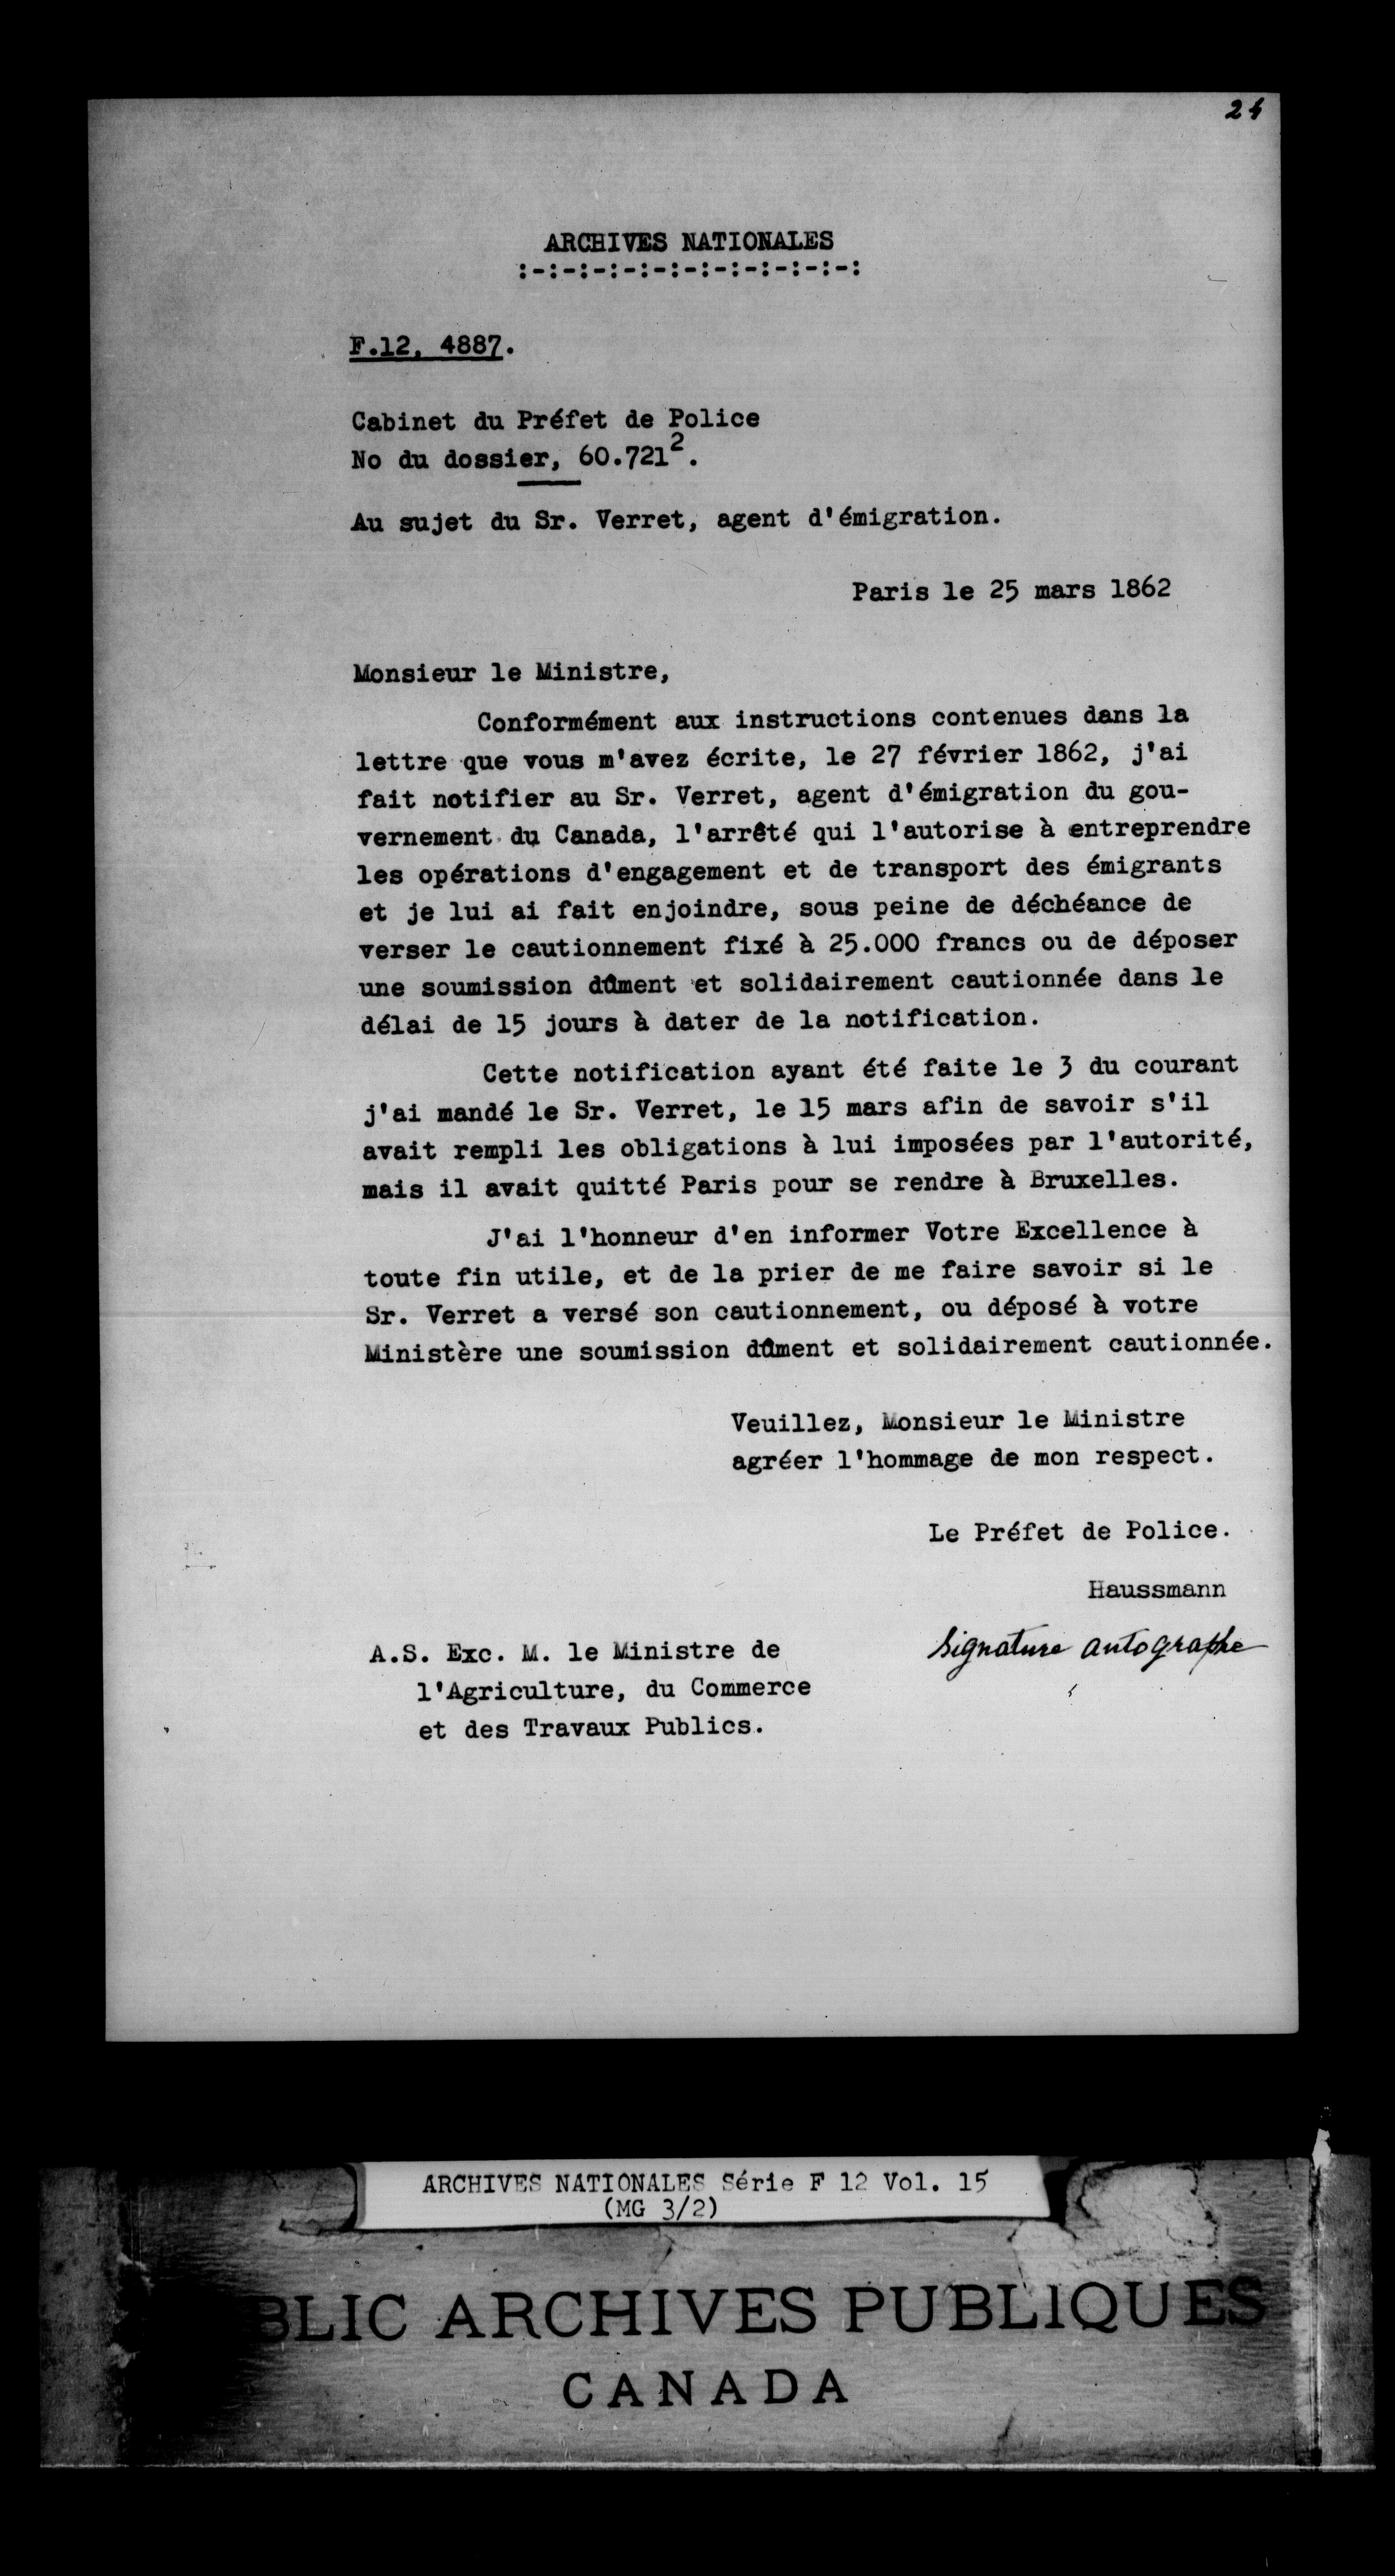 24
ARCHIVES NATIONALES
:-:-:-:-:-:-:-:-:-:-:-:
F.12, 4887.
Cabinet du Préfet de Police
No du dossier, 60.721².
Au sujet du Sr. Verret, agent d'émigration.
Paris le 25 mars 1862
Monsieur le Ministre,
Conformément aux instructions contenues dans la
lettre que vous m'avez écrite, le 27 février 1862, j'ai
fait notifier au Sr. Verret, agent d'émigration du gou-
vernement du Canada, l'arrêté qui l'autorise à entreprendre
les opérations d'engagement et de transport des émigrants
et je lui ai fait enjoindre, sous peine de déchéance de
verser le cautionnement fixé à 25.000 francs ou de déposer
une soumission dûment et solidairement cautionnée dans le
délai de 15 jours à dater de la notification.
Cette notification ayant été faite le 3 du courant
j'ai mandé le Sr. Verret, le 15 mars afin de savoir s'il
avait rempli les obligations à lui imposées par l'autorité,
mais il avait quitté Paris pour se rendre à Bruxelles.
J'ai l'honneur d'en informer Votre Excellence à
toute fin utile, et de la prier de me faire savoir si le
Sr. Verret a versé son cautionnement, ou déposé à votre
Ministère une soumission dûment et solidairement cautionnée.
Veuillez, Monsieur le Ministre
agréer l'hommage de mon respect.
Le Préfet de Police.
Haussmann
signature autographe
A.S. Exc. M. le Ministre de
l'Agriculture, du Commerce
et des Travaux Publics.
ARCHIVES NATIONALES Série F 12 Vol. 15
(MG 3/2)
BLIC ARCHIVES PUBLIQUES
CANADA